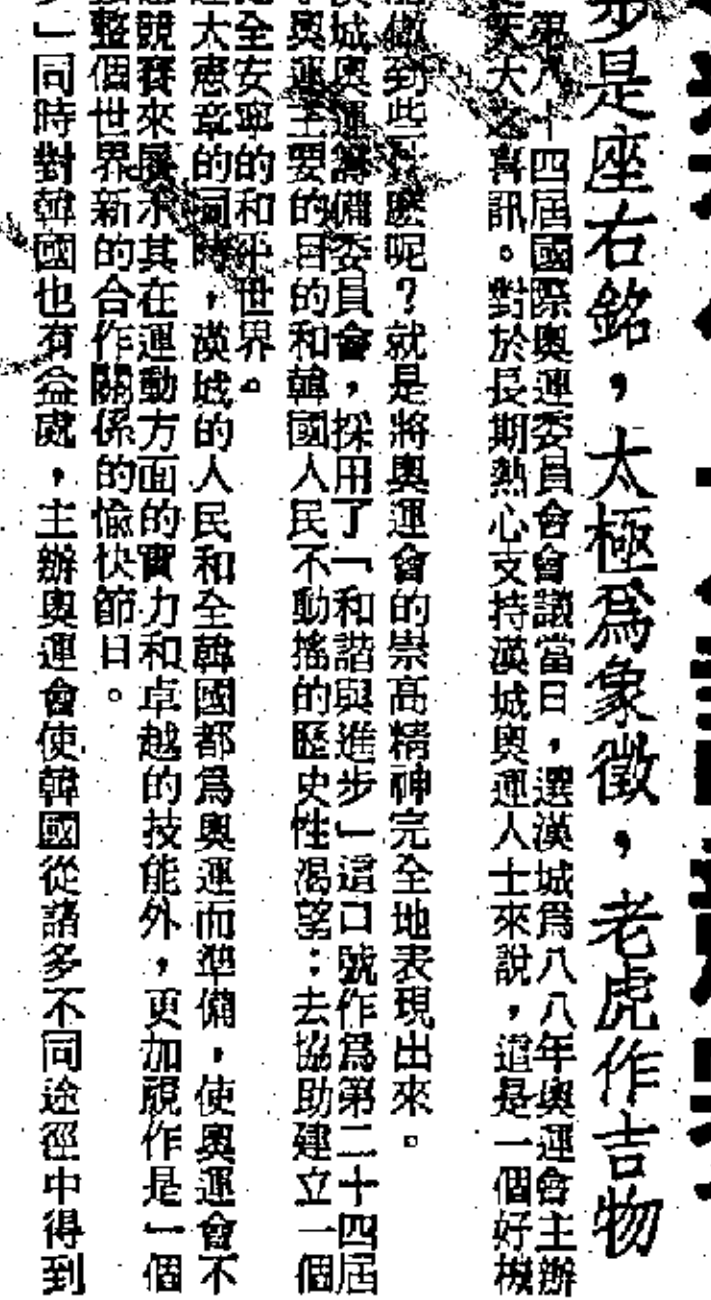 步是座右銘，太極爲象徵，老虎作吉物
第八十四屆國際奧運委員會會議當日，選漢城爲八八年奧運會主辦
天大之喜訊。對於長期熱心支持漢城奧運人士來說，這是一個好機
做到些什麼呢？就是將奧運會的崇高精神完全地表現出來。
城奧運籌備委員會，採用了「和諧與進步」這口號作爲第二十四屆
奧運主要的目的和韓國人民不動搖的歷史性渴望：去協助建立一個
全安寧的和平世界。
大憲章的同時，漢城的人民和全韓國都爲奧運而準備，使奧運會不
競賽來展示其在運動方面的實力和卓越的技能外，更加視作是一個
整個世界新的合作關係的愉快節日。
」同時對韓國也有益處，主辦奧運會使韓國從諸多不同途徑中得到